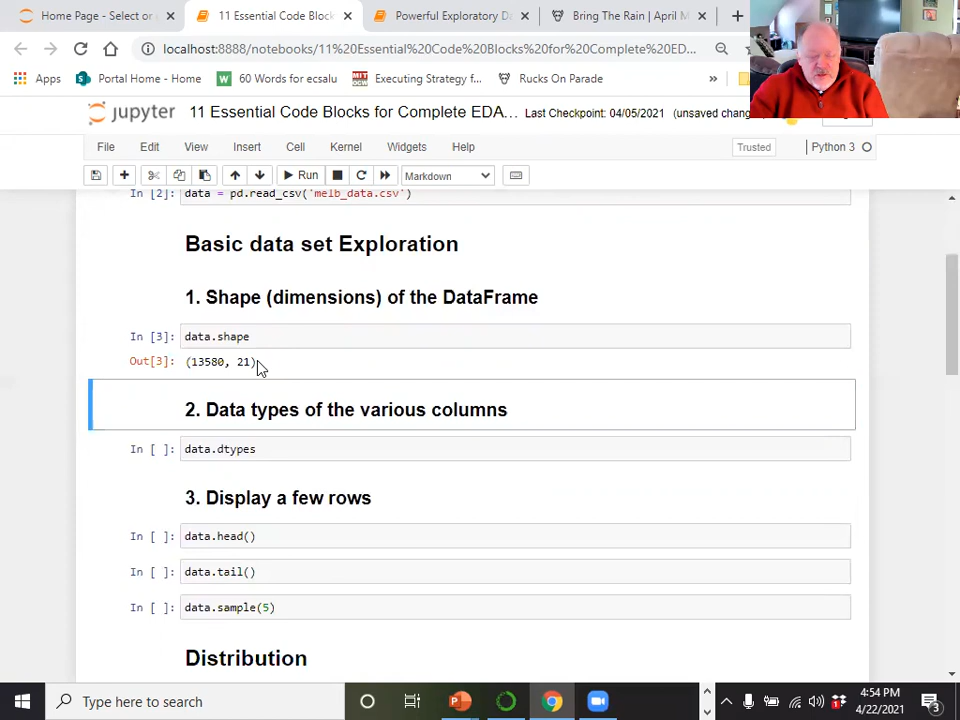 Home Page - Select or
11 Essential Code Block
Powerful Exploratory Da
Bring The Rain | April M
localhost:8888/notebooks/11%20Essential%20Code%20Blocks%20for%20Complete%20ED...
Apps
Portal Home - Home
W
60 Words for ecsalu
MIT
Executing Strategy f...
Rucks On Parade
»
jupyter
11 Essential Code Blocks for Complete EDA...
Last Checkpoint: 04/05/2021
(unsaved chang
File
Edit
View
Insert
Cell
Kernel
Widgets
Help
Trusted
Python 3
Run
Markdown
In [2]: data = pd.read_csv('melb_data.csv')
Basic data set Exploration
1. Shape (dimensions) of the DataFrame
In [3]: data.shape
Out[3]: (13580, 21)
2. Data types of the various columns
In [ ]: data.dtypes
3. Display a few rows
In [ ]: data.head()
In [ ]: data.tail()
In [ ]: data.sample(5)
Distribution
Type here to search
4:54 PM
4/22/2021
3